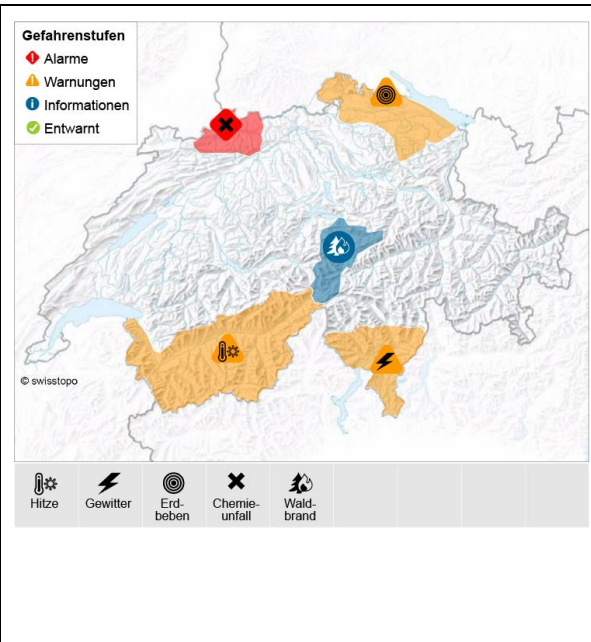 Gefahrenstufen
Alarme
Warnungen
Informationen
Entwarnt
© swisstopo
Hitze
Gewitter
Erd-
beben
Chemie-
unfall
Wald-
brand